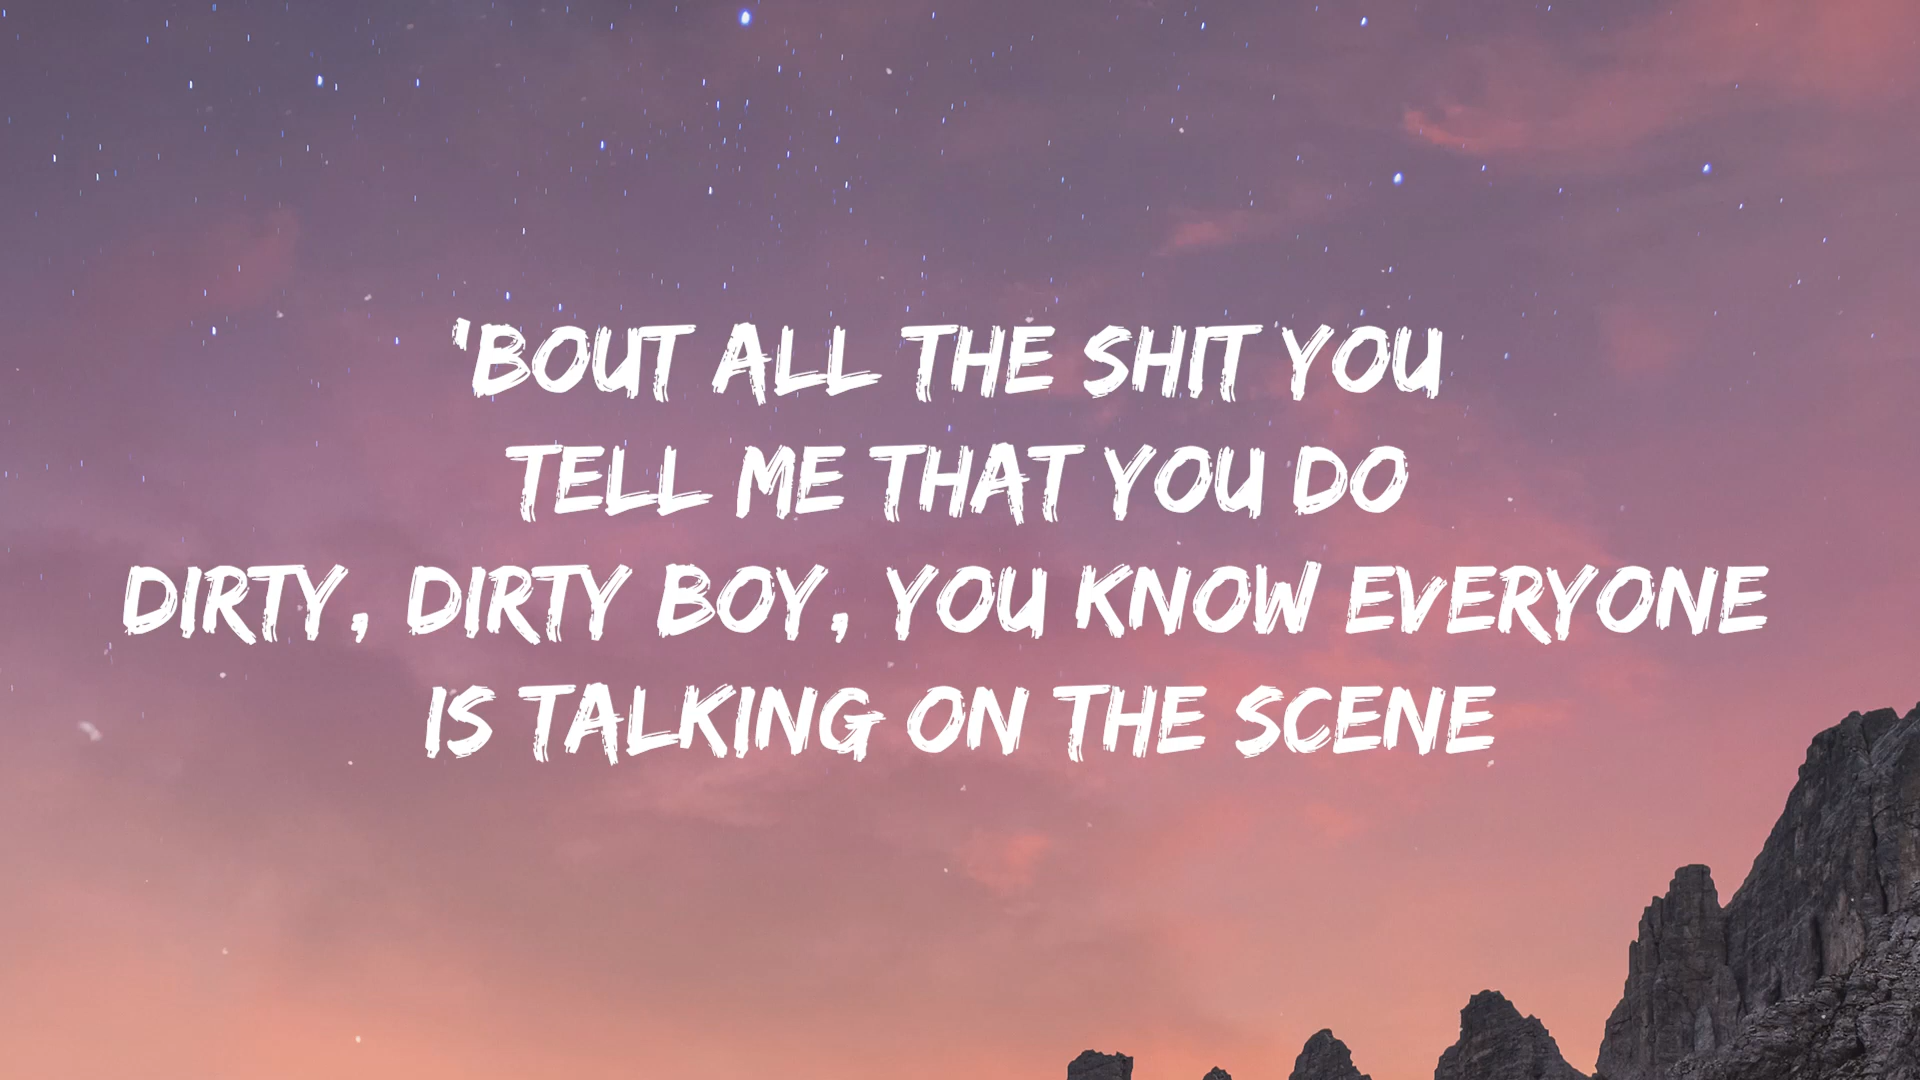 'BOUT ALL THE SHIT YOU
TELL ME THAT YOU DO
DIRTY, DIRTY BOY, YOU KNOW EVERYONE
IS TALKING ON THE SCENE